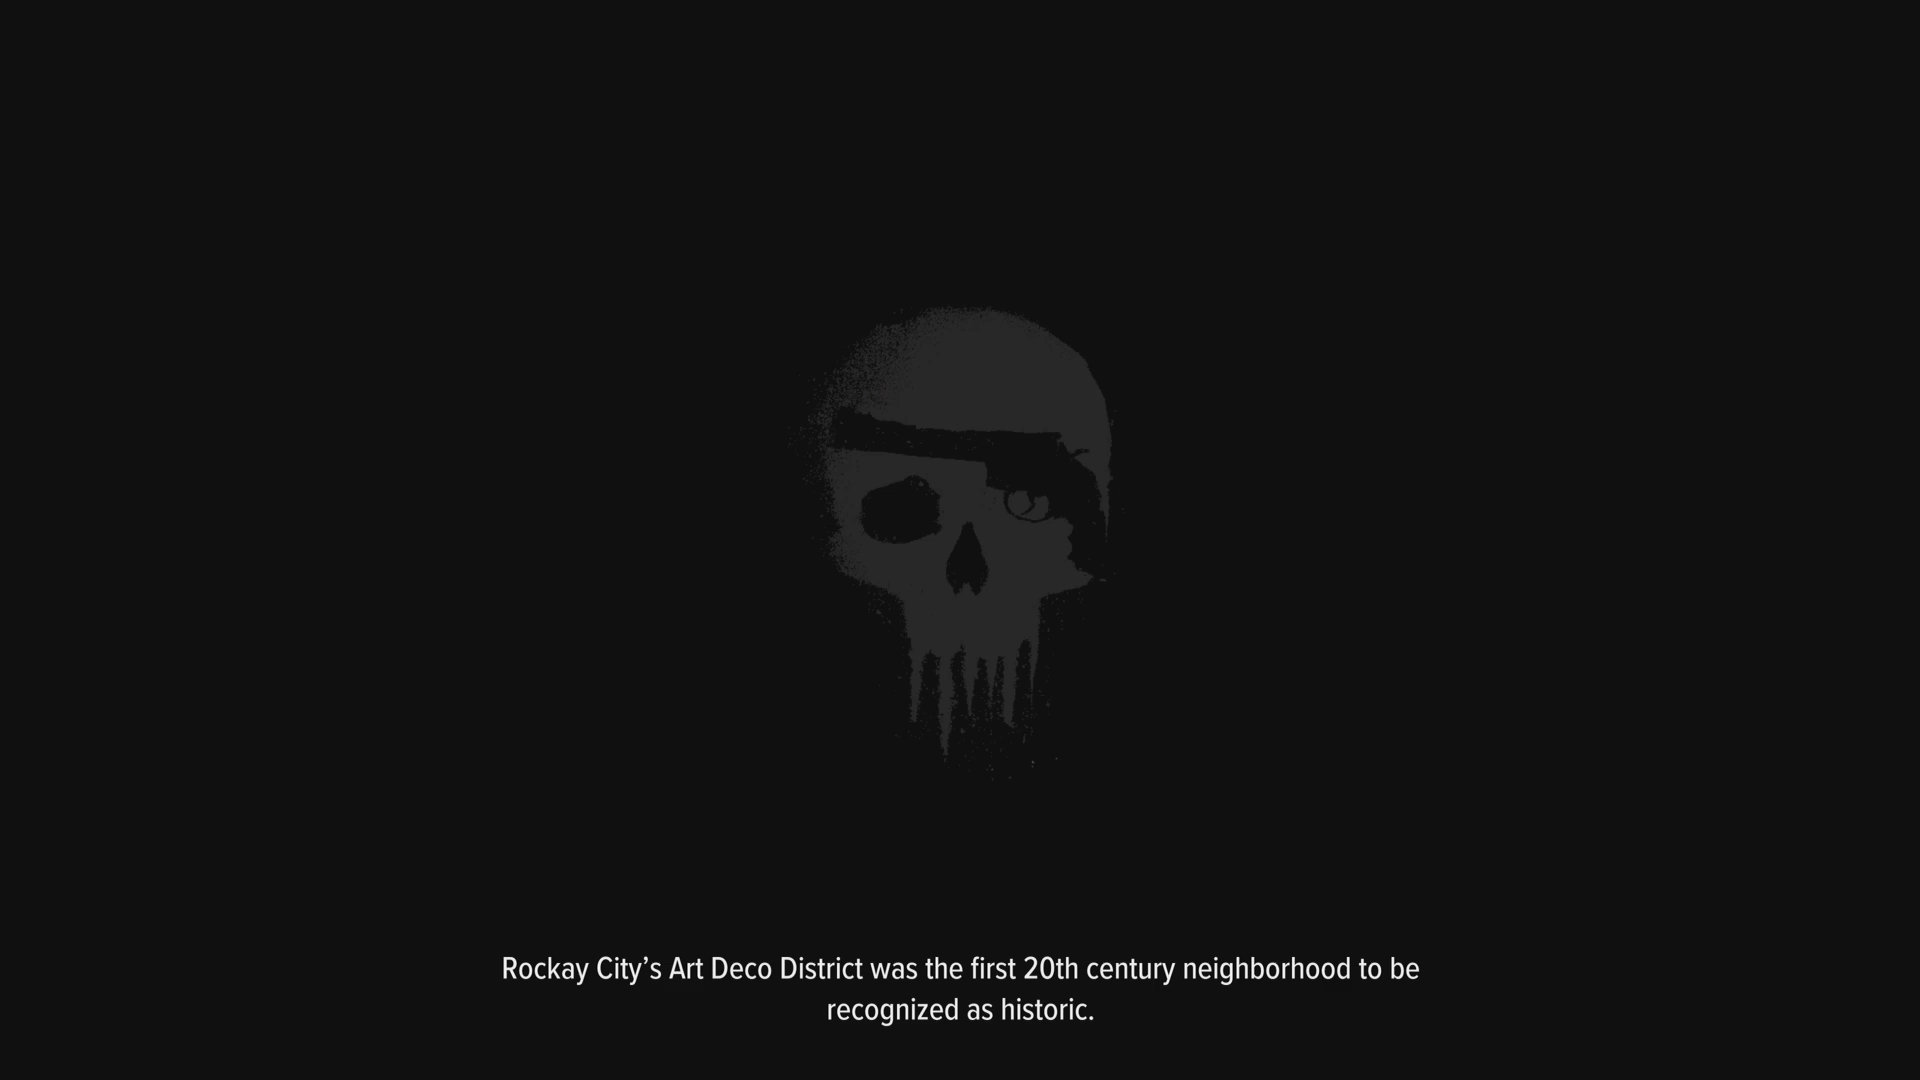 Rockay City’s Art Deco District was the first 20th century neighborhood to be
recognized as historic.